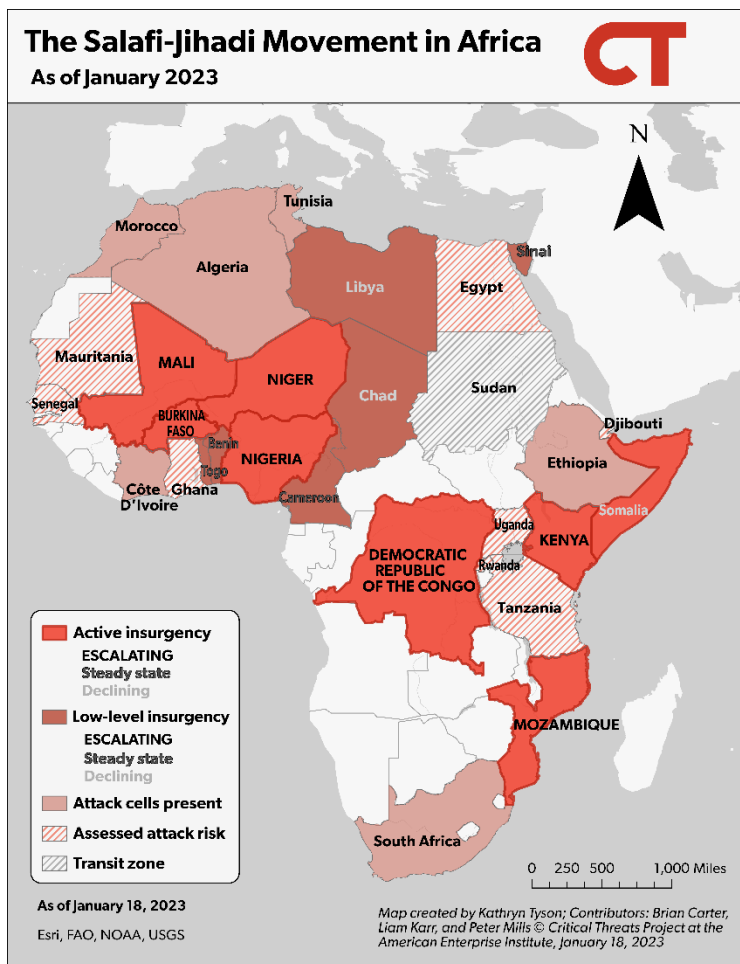 The Salafi-Jihadi Movement in Africa
As of January 2023
CT
N
Tunisia
Morocco
Algeria
Libya
Egypt
Sinai
Mauritania
MALI
NIGER
Chad
Sudan
Senegal
BURKINA
FASO
Benin
Togo
NIGERIA
Djibouti
Ethiopia
Côte
D'Ivoire
Ghana
Cameroon
Somalia
Uganda
KENYA
DEMOCRATIC
REPUBLIC
OF THE CONGO
Rwanda
Tanzania
MOZAMBIQUE
South Africa
Active insurgency
ESCALATING
Steady state
Declining
Low-level insurgency
ESCALATING
Steady state
Declining
Attack cells present
Assessed attack risk
Transit zone
0 250 500 1,000 Miles
As of January 18, 2023
Esri, FAO, NOAA, USGS
Map created by Kathryn Tyson; Contributors: Brian Carter,
Liam Karr, and Peter Mills © Critical Threats Project at the
American Enterprise Institute, January 18, 2023